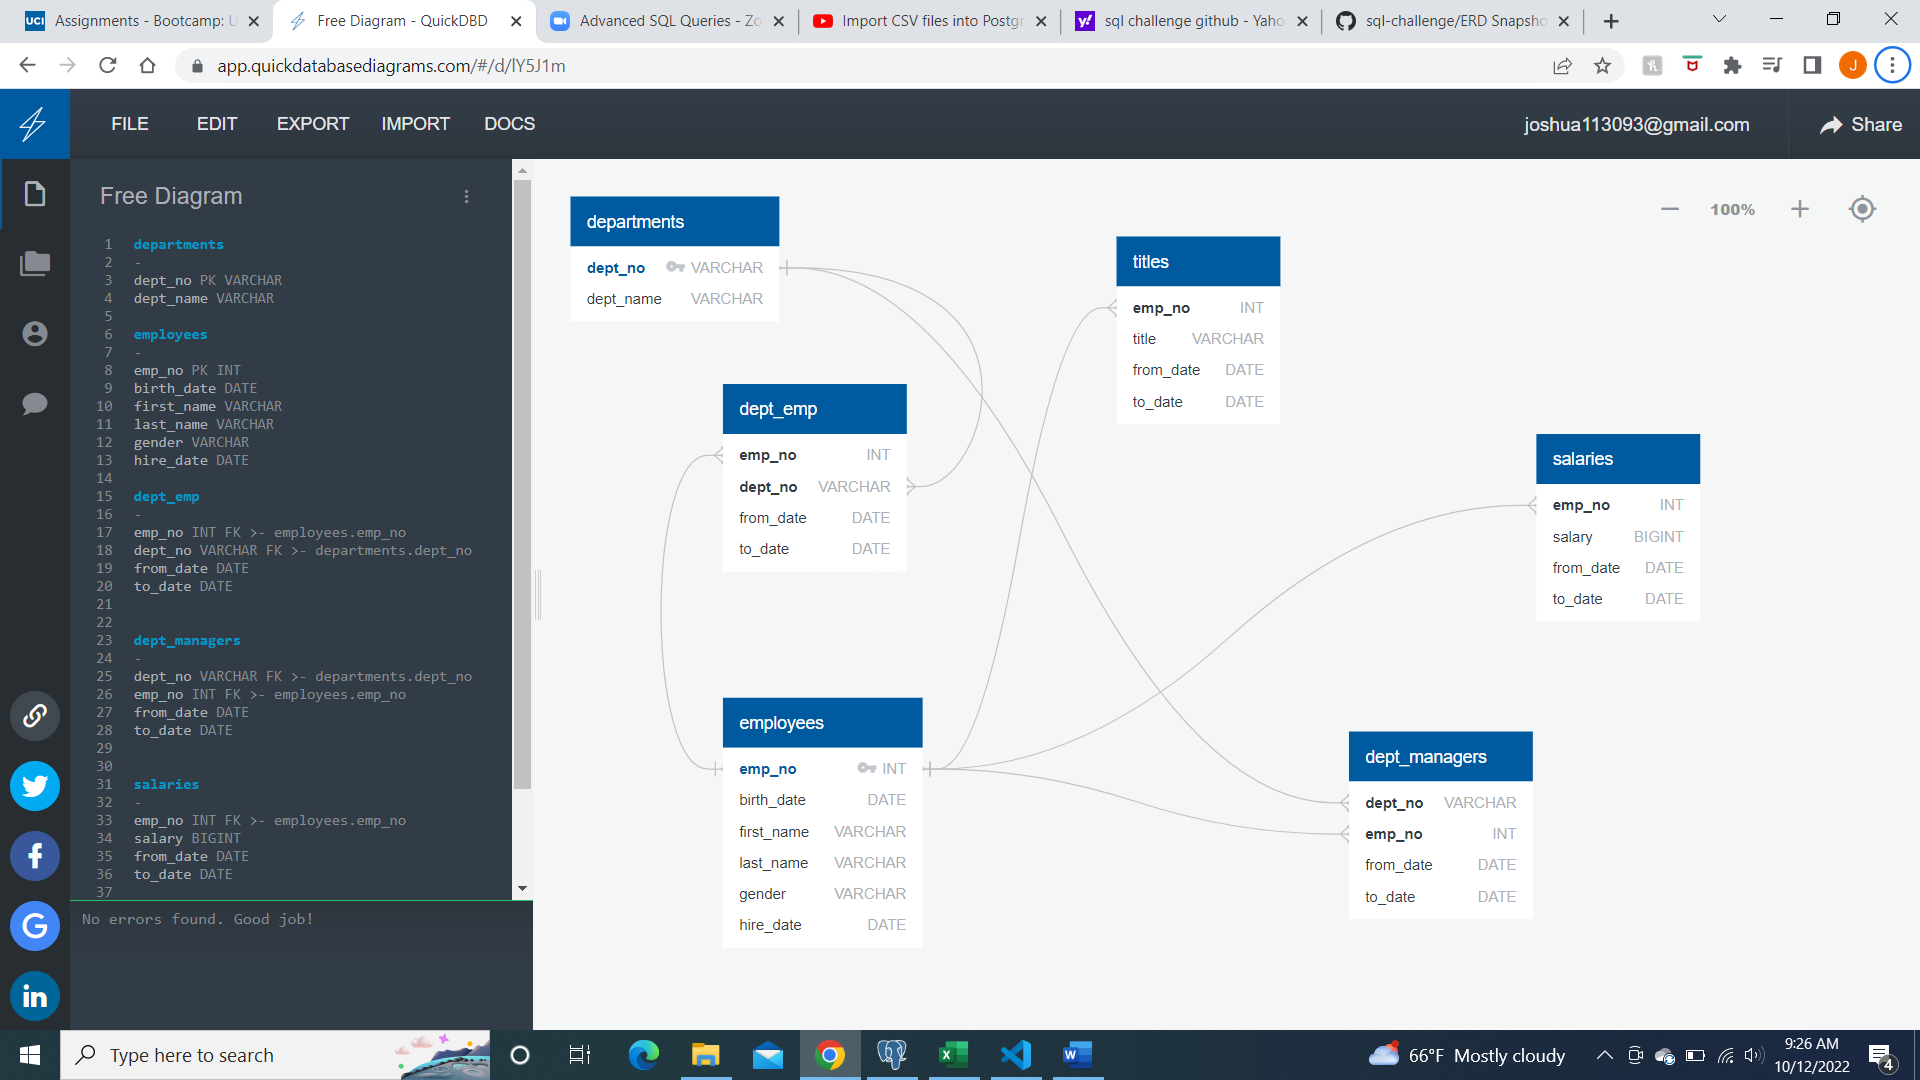 UCI Assignments - Bootcamp: U
Free Diagram - QuickDBD
Advanced SQL Queries - Zo
Import CSV files into Postgr
sql challenge github - Yaho
sql-challenge/ERD Snapsho
app.quickdatabasediagrams.com/#/d/lY5J1m
J
FILE EDIT EXPORT IMPORT DOCS
joshua113093@gmail.com
Share
Free Diagram
1 departments
2 -
3 dept_no PK VARCHAR
4 dept_name VARCHAR
5
6 employees
7 -
8 emp_no PK INT
9 birth_date DATE
10 first_name VARCHAR
11 last_name VARCHAR
12 gender VARCHAR
13 hire_date DATE
14
15 dept_emp
16 -
17 emp_no INT FK >- employees.emp_no
18 dept_no VARCHAR FK >- departments.dept_no
19 from_date DATE
20 to_date DATE
21
22
23 dept_managers
24 -
25 dept_no VARCHAR FK >- departments.dept_no
26 emp_no INT FK >- employees.emp_no
27 from_date DATE
28 to_date DATE
29
30
31 salaries
32 -
33 emp_no INT FK >- employees.emp_no
34 salary BIGINT
35 from_date DATE
36 to_date DATE
37
No errors found. Good job!
100%
departments
dept_no VARCHAR
dept_name VARCHAR
titles
emp_no INT
title VARCHAR
from_date DATE
to_date DATE
dept_emp
emp_no INT
dept_no VARCHAR
from_date DATE
to_date DATE
salaries
emp_no INT
salary BIGINT
from_date DATE
to_date DATE
employees
emp_no INT
birth_date DATE
first_name VARCHAR
last_name VARCHAR
gender VARCHAR
hire_date DATE
dept_managers
dept_no VARCHAR
emp_no INT
from_date DATE
to_date DATE
Type here to search
66°F Mostly cloudy
9:26 AM
10/12/2022
4